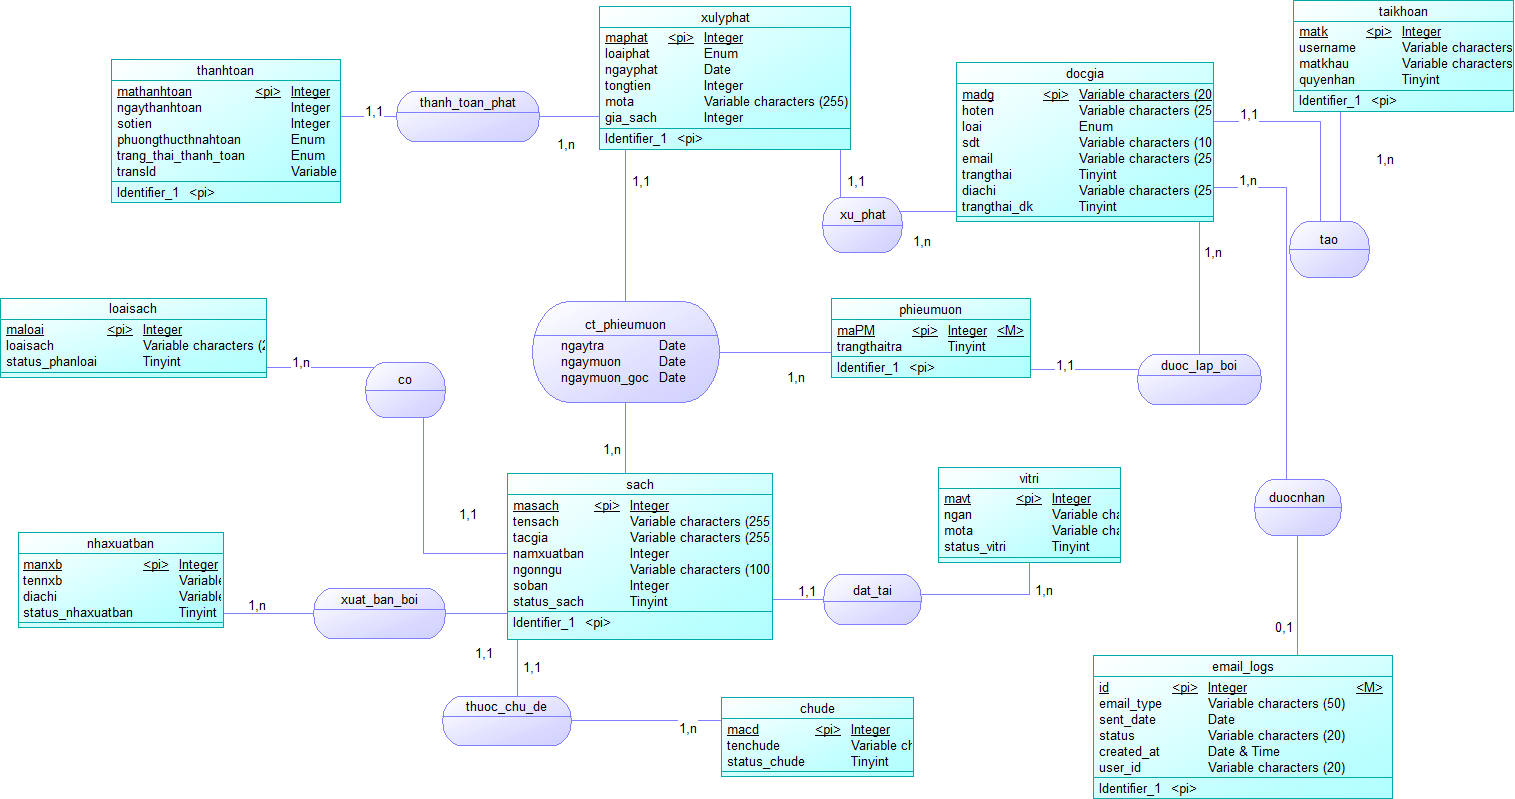 xulyphat
maphat <pi> Integer
loaiphat Enum
ngayphat Date
tongtien Integer
mota Variable characters (255)
gia_sach Integer
Identifier_1 <pi>
taikhoan
matk <pi> Integer
username Variable characters
matkhau Variable characters
quyenhan Tinyint
Identifier_1 <pi>
thanhtoan
mathanhtoan <pi> Integer
ngaythanhtoan Integer
sotien Integer
phuongthucthnahtoan Enum
trang_thai_thanh_toan Enum
transId Variable
Identifier_1 <pi>
1,1
thanh_toan_phat
1,n
docgia
madg <pi> Variable characters (20
hoten Variable characters (25
loai Enum
sdt Variable characters (10
email Variable characters (25
trangthai Tinyint
diachi Variable characters (25
trangthai_dk Tinyint
1,1
1,n
1,n
1,1
1,1
xu_phat
1,n
1,n
tao
loaisach
maloai <pi> Integer
loaisach Variable characters (2
status_phanloai Tinyint
1,n
co
1,1
ct_phieumuon
ngaytra Date
ngaymuon Date
ngaymuon_goc Date
1,n
1,n
phieumuon
maPM <pi> Integer <M>
trangthaitra Tinyint
Identifier_1 <pi>
1,1
duoc_lap_boi
sach
masach <pi> Integer
tensach Variable characters (255
tacgia Variable characters (255
namxuatban Integer
ngonngu Variable characters (100
soban Integer
status_sach Tinyint
Identifier_1 <pi>
vitri
mavt <pi> Integer
ngan Variable cha
mota Variable cha
status_vitri Tinyint
duocnhan
nhaxuatban
manxb <pi> Integer
tennxb Variable
diachi Variable
status_nhaxuatban Tinyint
1,n
xuat_ban_boi
1,1
1,1
dat_tai
1,n
0,1
1,1
thuoc_chu_de
1,n
chude
macd <pi> Integer
tenchude Variable ch
status_chude Tinyint
email_logs
id <pi> Integer <M>
email_type Variable characters (50)
sent_date Date
status Variable characters (20)
created_at Date & Time
user_id Variable characters (20)
Identifier_1 <pi>